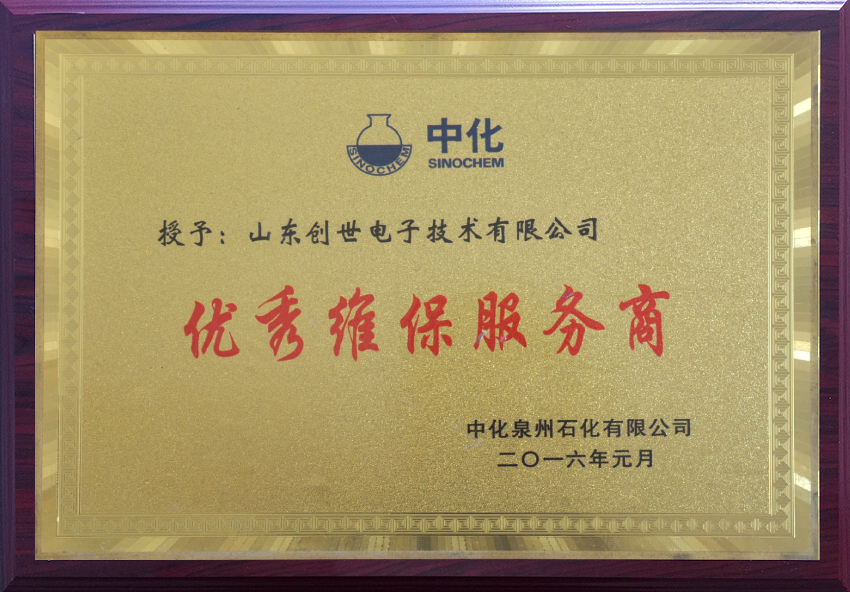 中化
SINOCHEM
SINOCHEM
授予：山东创世电子技术有限公司
优秀维保服务商
中化泉州石化有限公司
二〇一六年元月